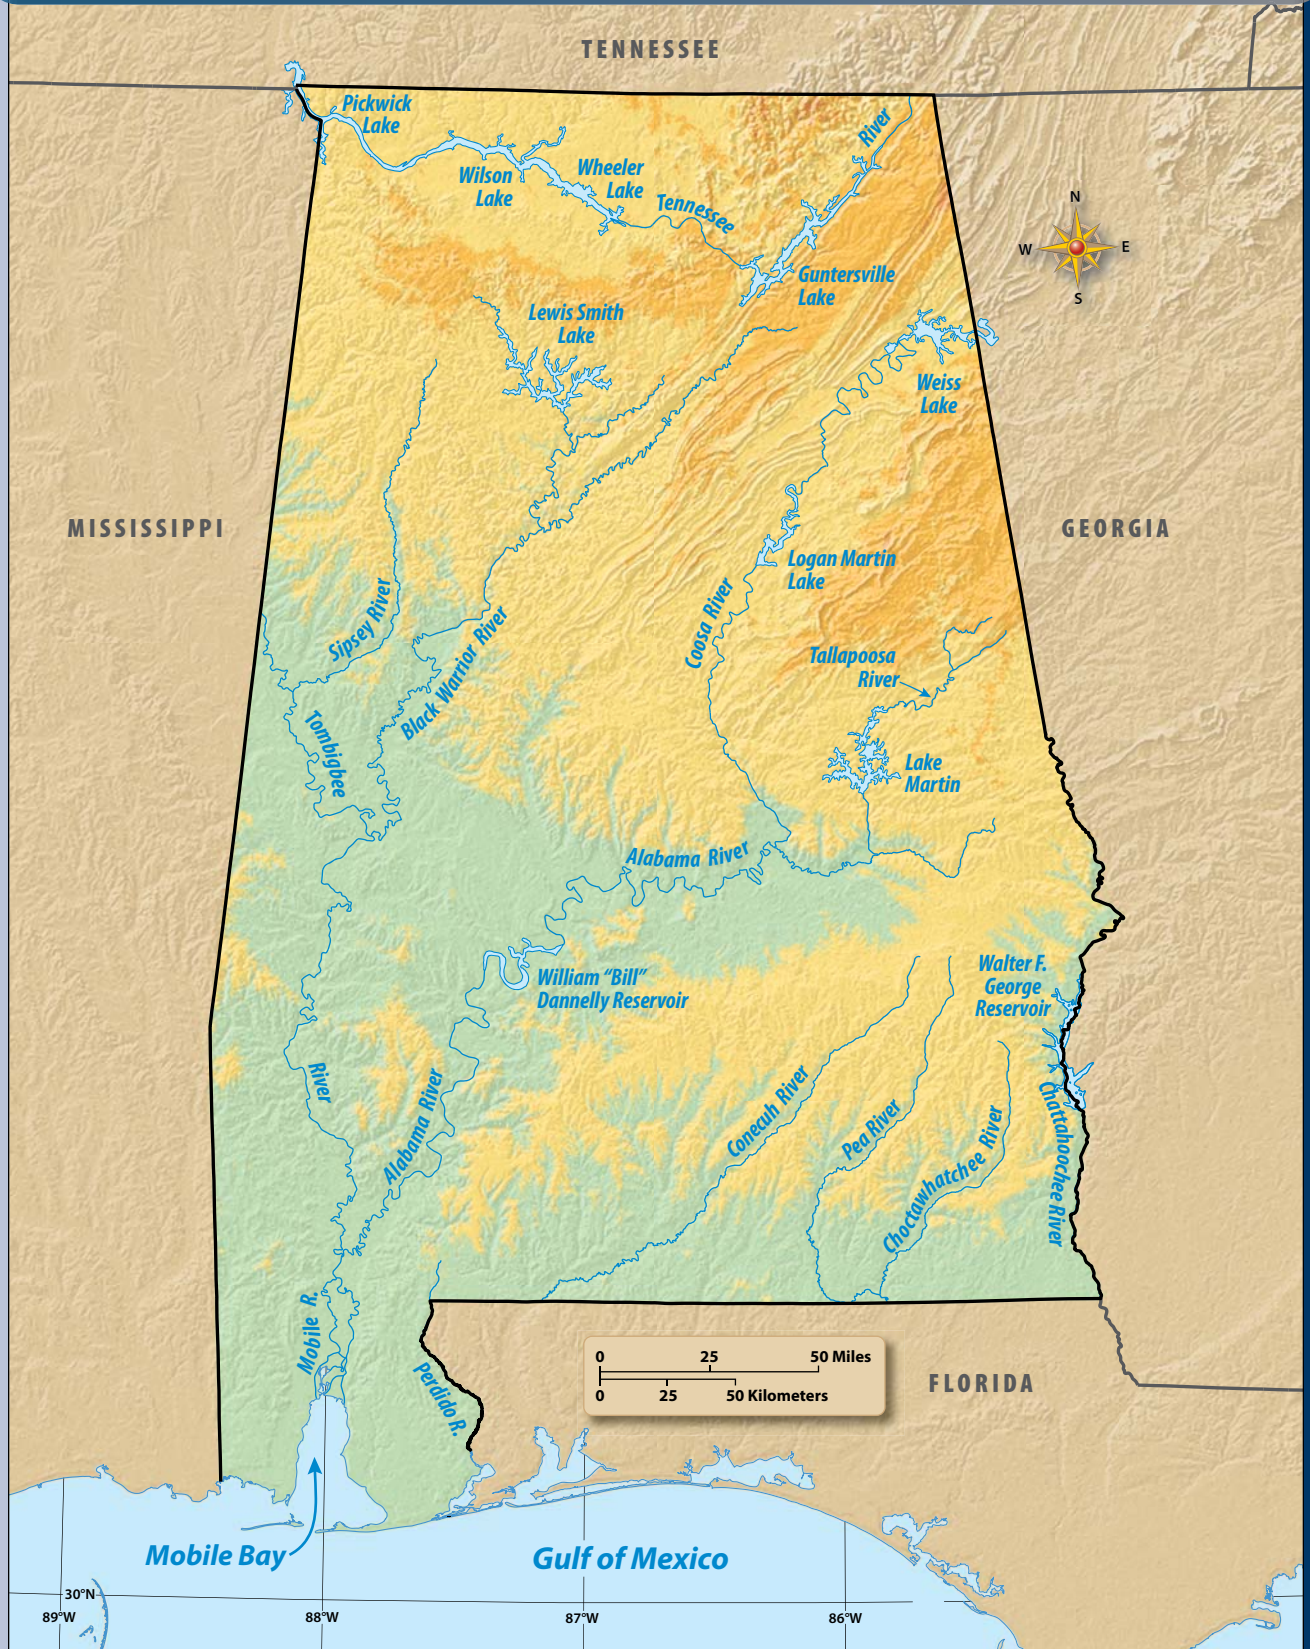 TENNESSEE
Pickwick
Lake
River
Wilson
Lake
Wheeler
Lake
Tennessee
N
W
E
S
Guntersville
Lake
Lewis Smith
Lake
Weiss
Lake
MISSISSIPPI
GEORGIA
Logan Martin
Lake
Sipsey River
Coosa River
Black Warrior River
Tallapoosa
River
Tombigbee
Lake
Martin
Alabama River
William “Bill”
Dannelly Reservoir
Walter F.
George
Reservoir
River
Alabama River
Conecuh River
Pea River
Choctawhatchee River
Chattahoochee River
Mobile R.
Perdido R.
0 25 50 Miles
0 25 50 Kilometers
FLORIDA
Mobile Bay
Gulf of Mexico
30°N
89°W
88°W
87°W
86°W